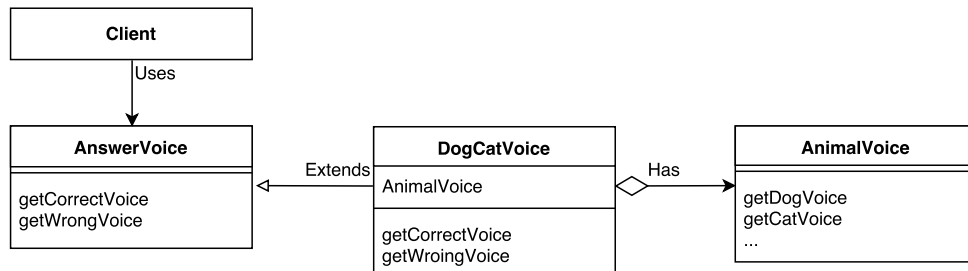 Client
Uses
AnswerVoice
getCorrectVoice
getWrongVoice
Extends
DogCatVoice
AnimalVoice
getCorrectVoice
getWroingVoice
Has
AnimalVoice
getDogVoice
getCatVoice
...